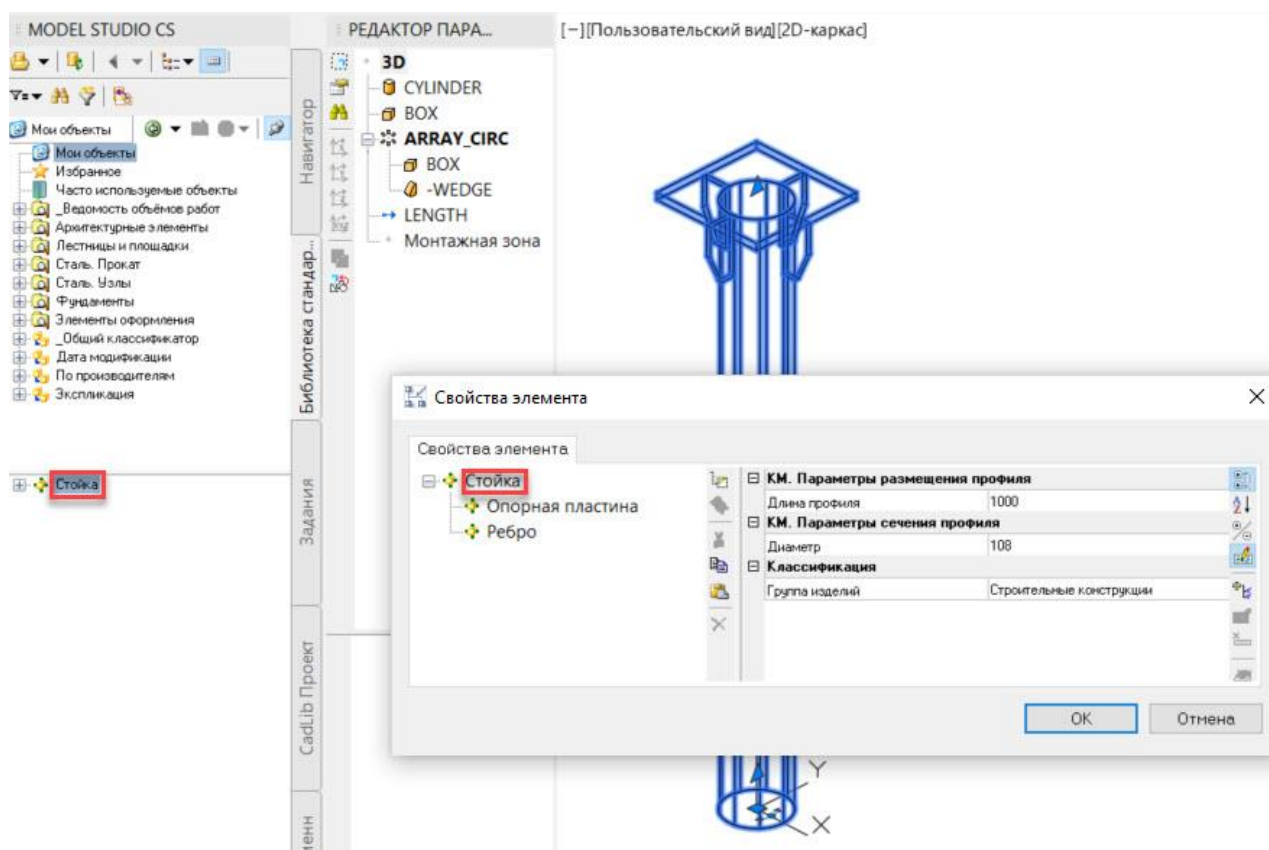 MODEL STUDIO CS
Мои объекты
Мои объекты
Избранное
Часто используемые объекты
_Ведомость объёмов работ
Архитектурные элементы
Лестницы и площадки
Сталь. Прокат
Сталь. Узлы
Фундаменты
Элементы оформления
_Общий классификатор
Дата модификации
По производителям
Экспликация
Стойка
Навигатор
Библиотека стандар...
Задания
CadLib Проект
РЕДАКТОР ПАРА...
3D
CYLINDER
BOX
ARRAY_CIRC
BOX
-WEDGE
LENGTH
Монтажная зона
[−][Пользовательский вид][2D-каркас]
Свойства элемента
Свойства элемента
Стойка
Опорная пластина
Ребро
КМ. Параметры размещения профиля
Длина профиля 1000
КМ. Параметры сечения профиля
Диаметр 108
Классификация
Группа изделий Строительные конструкции
OK Отмена
Y
X